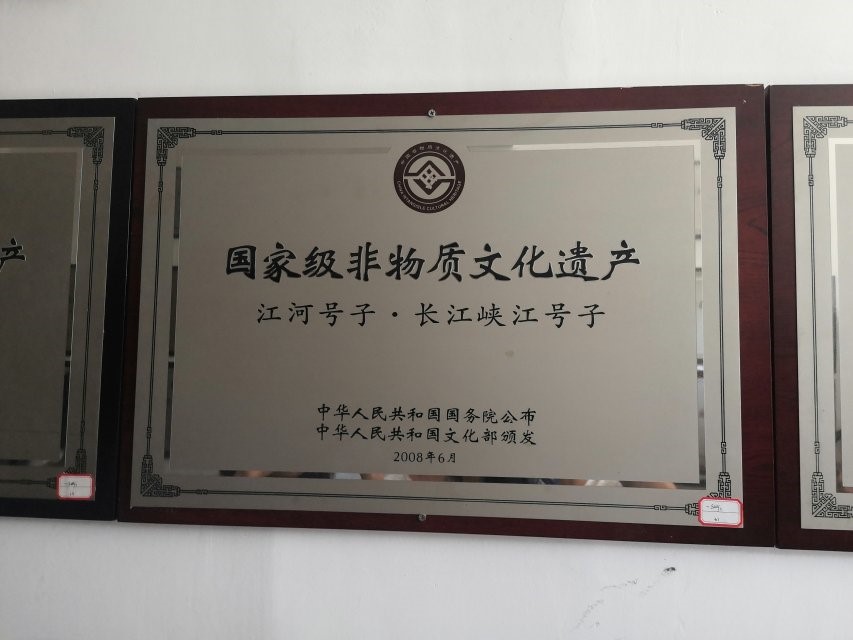 国家级非物质文化遗产
江河号子·长江峡江号子
中华人民共和国国务院公布
中华人民共和国文化部颁发
2008年6月
产